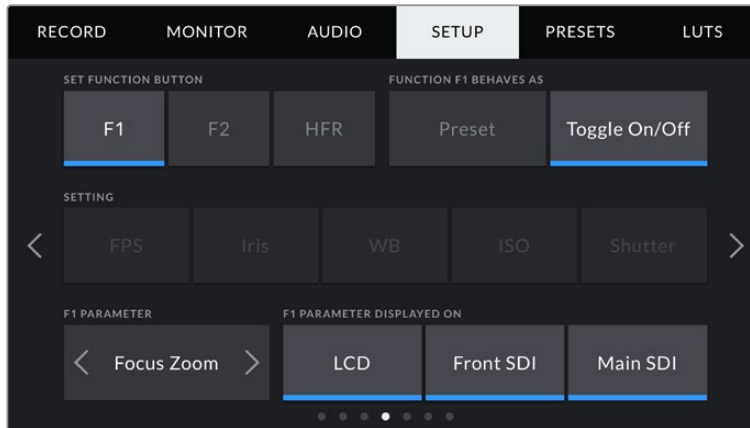 RECORD MONITOR AUDIO SETUP PRESETS LUTS
SET FUNCTION BUTTON FUNCTION F1 BEHAVES AS
F1 F2 HFR Preset Toggle On/Off
SETTING
FPS Iris WB ISO Shutter
F1 PARAMETER F1 PARAMETER DISPLAYED ON
Focus Zoom LCD Front SDI Main SDI